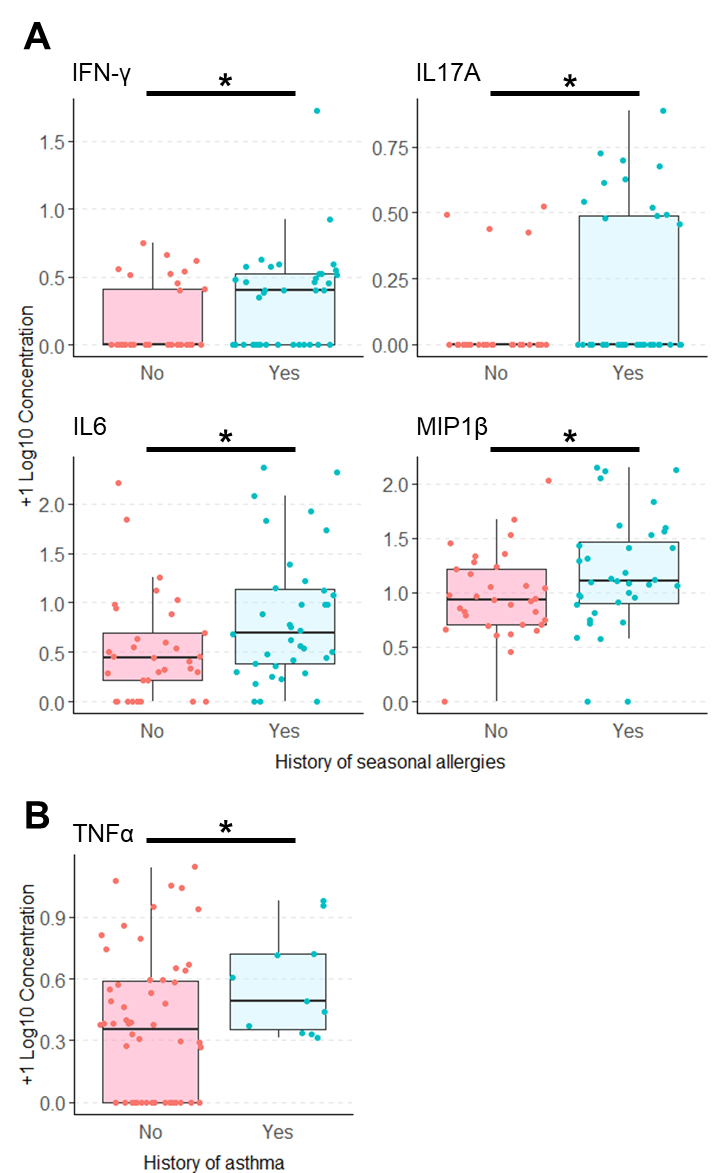 A
IFN-γ
*
IL17A
*
1.5
1.0
0.5
0.0
No
Yes
0.75
0.50
0.25
0.00
No
Yes
+1 Log10 Concentration
IL6
*
MIP1β
*
2.0
1.5
1.0
0.5
0.0
No
Yes
2.0
1.5
1.0
0.5
0.0
No
Yes
History of seasonal allergies
B
TNFα
*
+1 Log10 Concentration
0.9
0.6
0.3
0.0
No
Yes
History of asthma